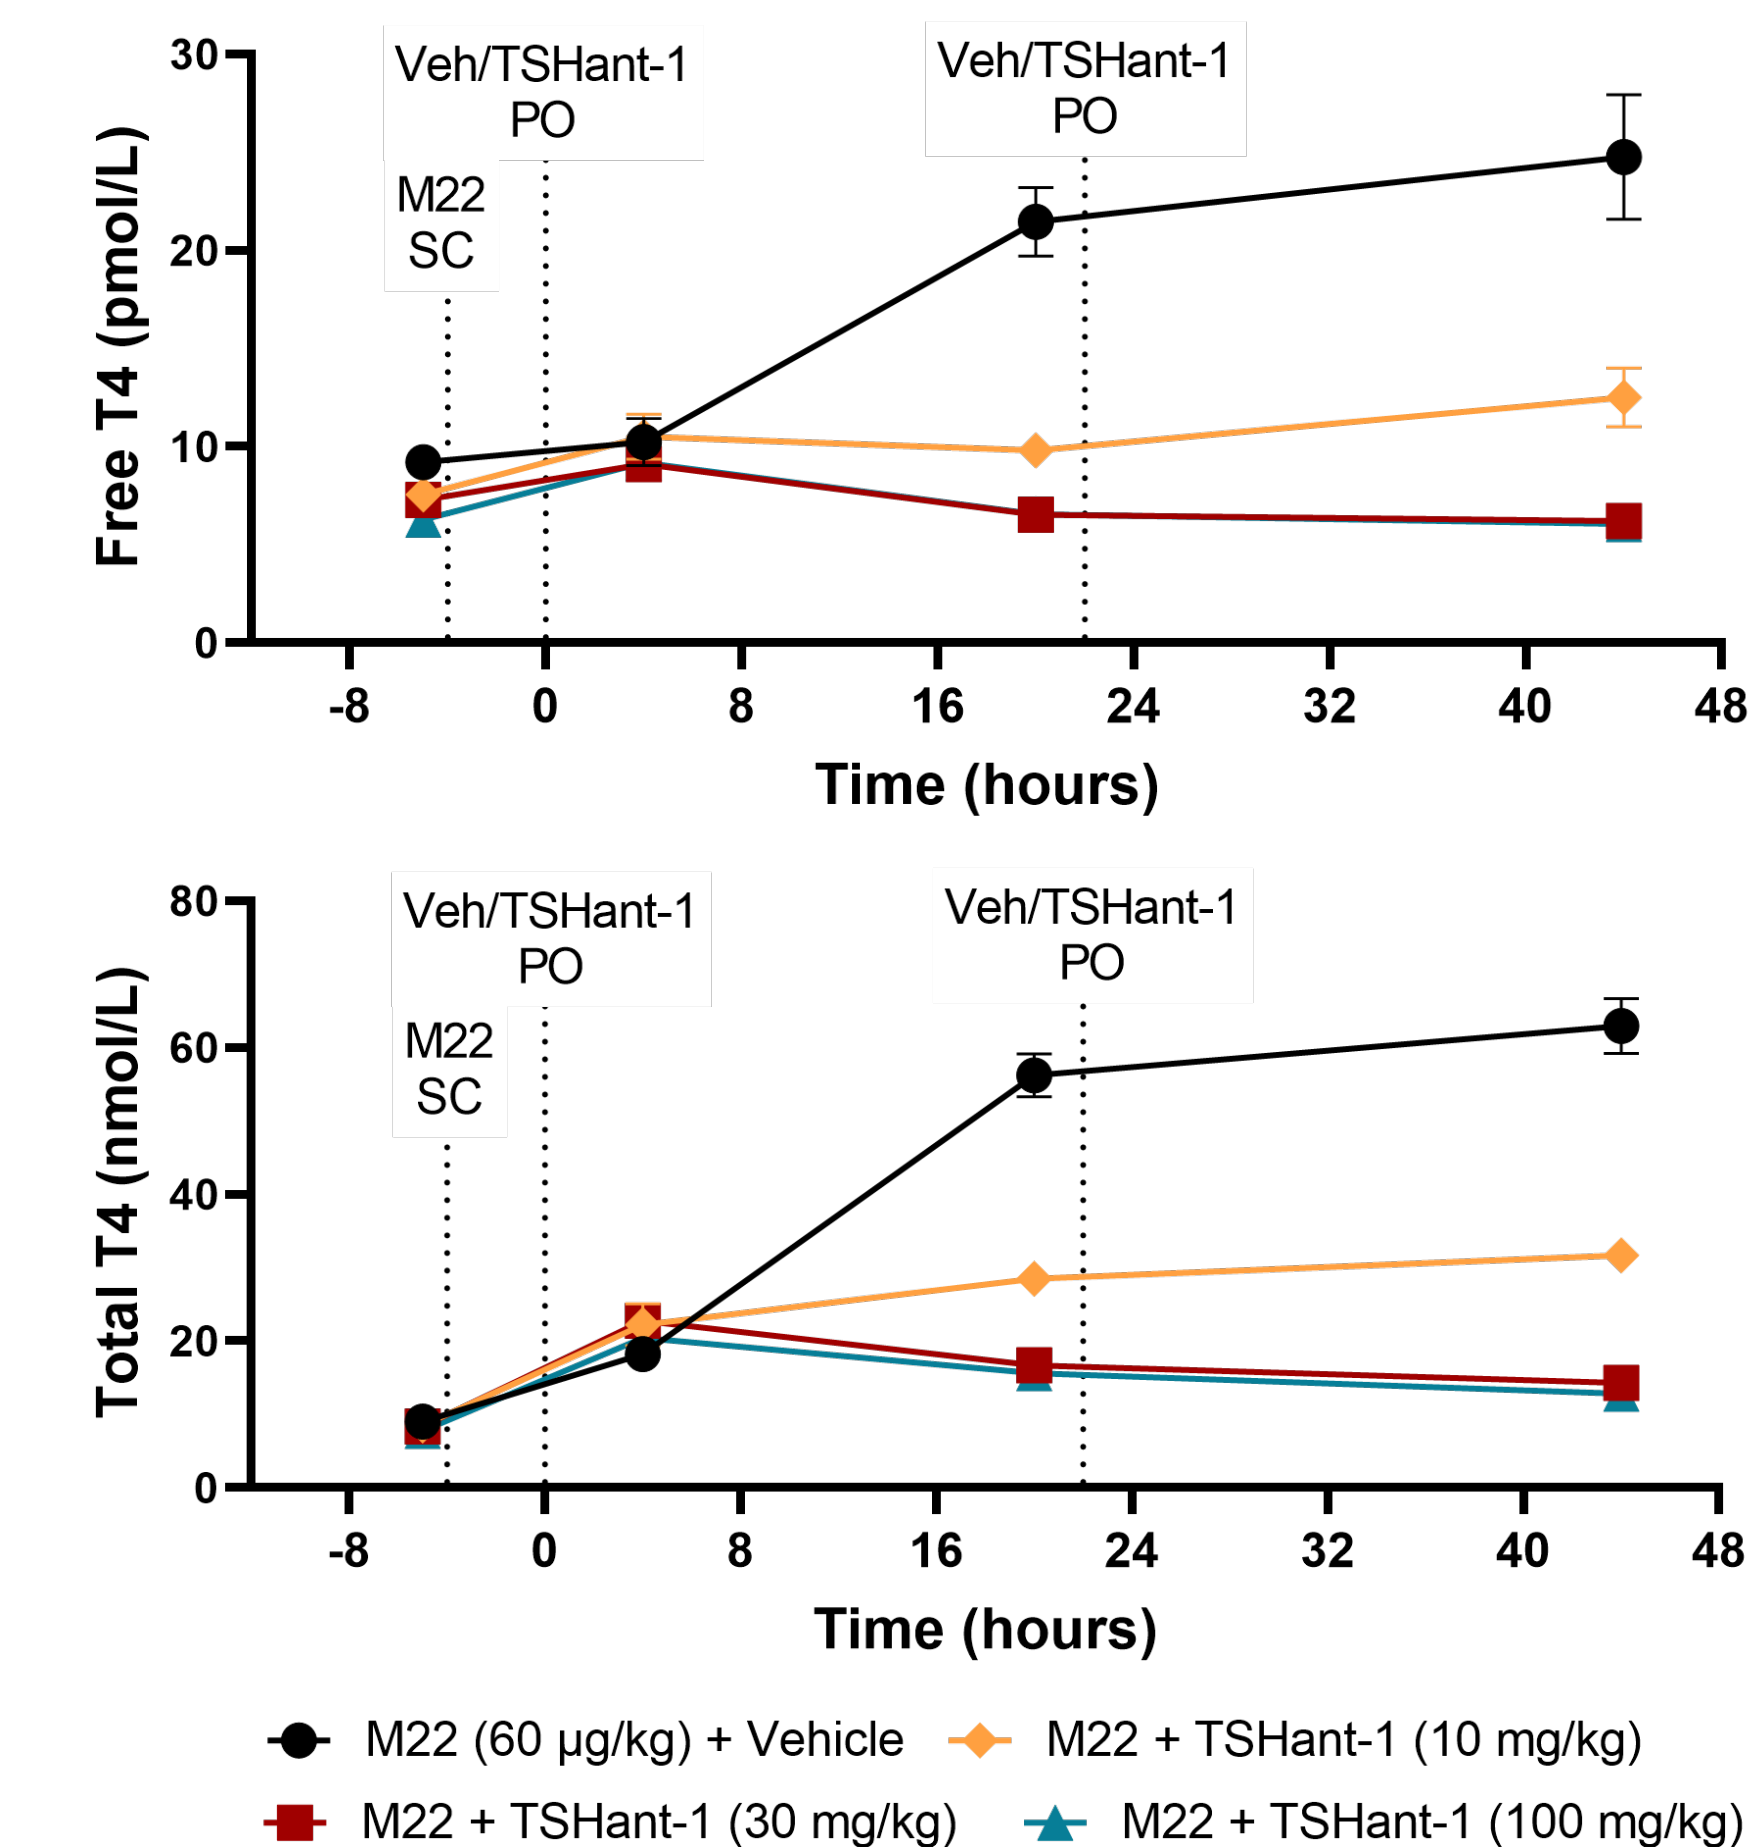 30
Veh/TSHant-1
PO
Veh/TSHant-1
PO
M22
SC
20
10
0
Free T4 (pmol/L)
-8 0 8 16 24 32 40 48
Time (hours)
80
Veh/TSHant-1
PO
Veh/TSHant-1
PO
M22
SC
60
40
20
0
Total T4 (nmol/L)
-8 0 8 16 24 32 40 48
Time (hours)
M22 (60 µg/kg) + Vehicle M22 + TSHant-1 (10 mg/kg)
M22 + TSHant-1 (30 mg/kg) M22 + TSHant-1 (100 mg/kg)